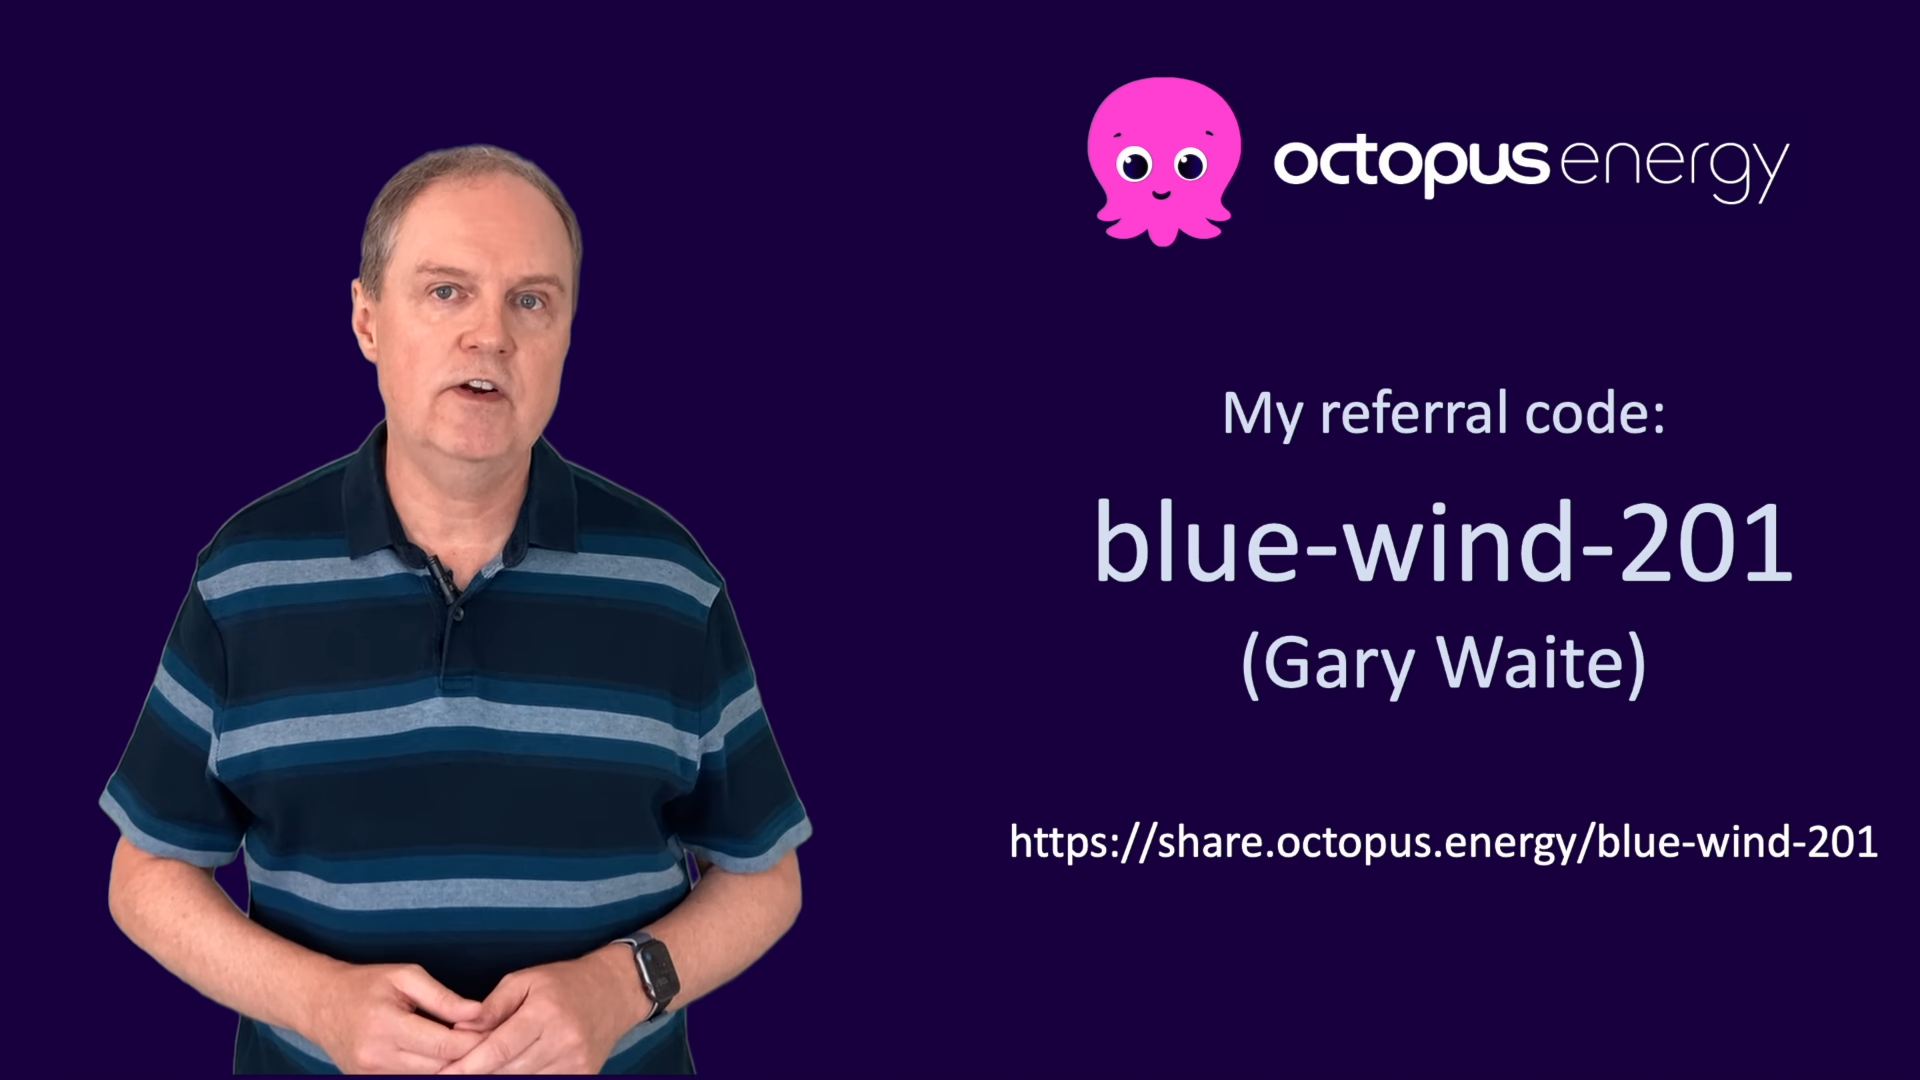 octopus energy
My referral code:
blue-wind-201
(Gary Waite)
https://share.octopus.energy/blue-wind-201